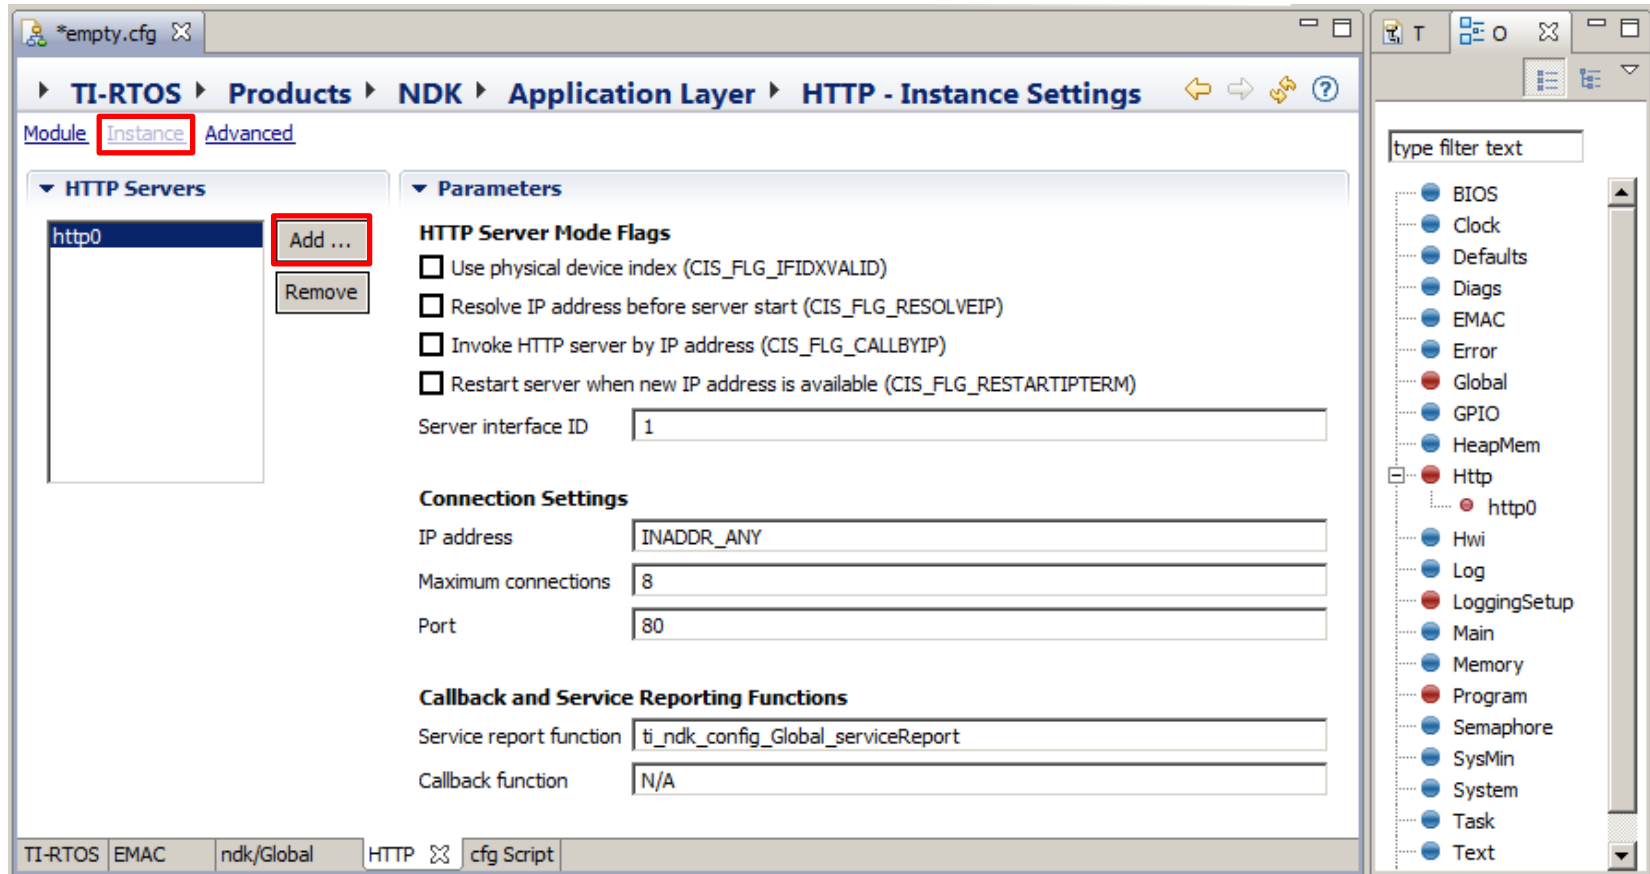 *empty.cfg
TI-RTOS Products NDK Application Layer HTTP - Instance Settings
Module Instance Advanced
HTTP Servers
http0
Add ...
Remove
Parameters
HTTP Server Mode Flags
Use physical device index (CIS_FLG_IFIDXVALID)
Resolve IP address before server start (CIS_FLG_RESOLVEIP)
Invoke HTTP server by IP address (CIS_FLG_CALLBYIP)
Restart server when new IP address is available (CIS_FLG_RESTARTIPTERM)
Server interface ID 1
Connection Settings
IP address INADDR_ANY
Maximum connections 8
Port 80
Callback and Service Reporting Functions
Service report function ti_ndk_config_Global_serviceReport
Callback function N/A
TI-RTOS EMAC ndk/Global HTTP cfg Script
T O
type filter text
BIOS
Clock
Defaults
Diags
EMAC
Error
Global
GPIO
HeapMem
Http
http0
Hwi
Log
LoggingSetup
Main
Memory
Program
Semaphore
SysMin
System
Task
Text